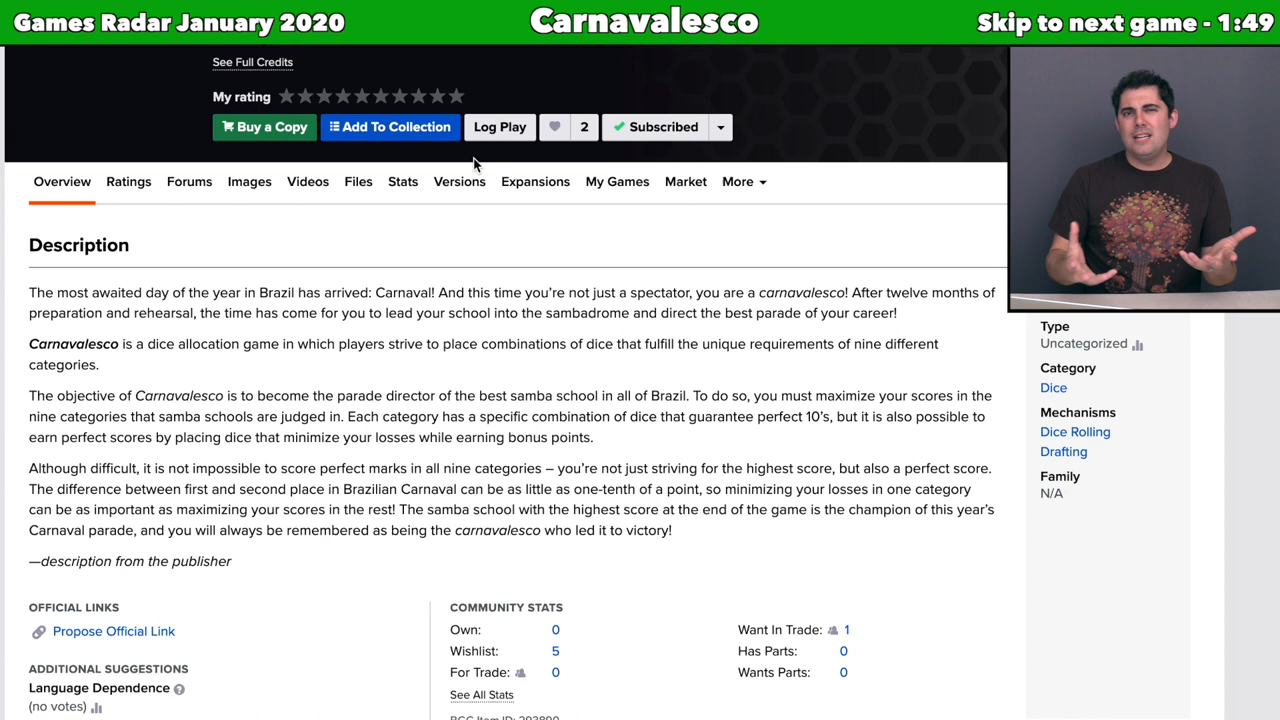 Games Radar January 2020
Carnavalesco
Skip to next game - 1:49
See Full Credits
My rating
Buy a Copy
Add To Collection
Log Play
2
Subscribed
Overview Ratings Forums Images Videos Files Stats Versions Expansions My Games Market More
Description
The most awaited day of the year in Brazil has arrived: Carnaval! And this time you're not just a spectator, you are a carnavalesco! After twelve months of
preparation and rehearsal, the time has come for you to lead your school into the sambadrome and direct the best parade of your career!
Carnavalesco is a dice allocation game in which players strive to place combinations of dice that fulfill the unique requirements of nine different
categories.
The objective of Carnavalesco is to become the parade director of the best samba school in all of Brazil. To do so, you must maximize your scores in the
nine categories that samba schools are judged in. Each category has a specific combination of dice that guarantee perfect 10's, but it is also possible to
earn perfect scores by placing dice that minimize your losses while earning bonus points.
Although difficult, it is not impossible to score perfect marks in all nine categories – you're not just striving for the highest score, but also a perfect score.
The difference between first and second place in Brazilian Carnaval can be as little as one-tenth of a point, so minimizing your losses in one category
can be as important as maximizing your scores in the rest! The samba school with the highest score at the end of the game is the champion of this year's
Carnaval parade, and you will always be remembered as being the carnavalesco who led it to victory!
—description from the publisher
Type
Uncategorized
Category
Dice
Mechanisms
Dice Rolling
Drafting
Family
N/A
OFFICIAL LINKS
Propose Official Link
ADDITIONAL SUGGESTIONS
Language Dependence
(no votes)
COMMUNITY STATS
Own: 0
Wishlist: 5
For Trade: 0
See All Stats
Want In Trade: 1
Has Parts: 0
Wants Parts: 0